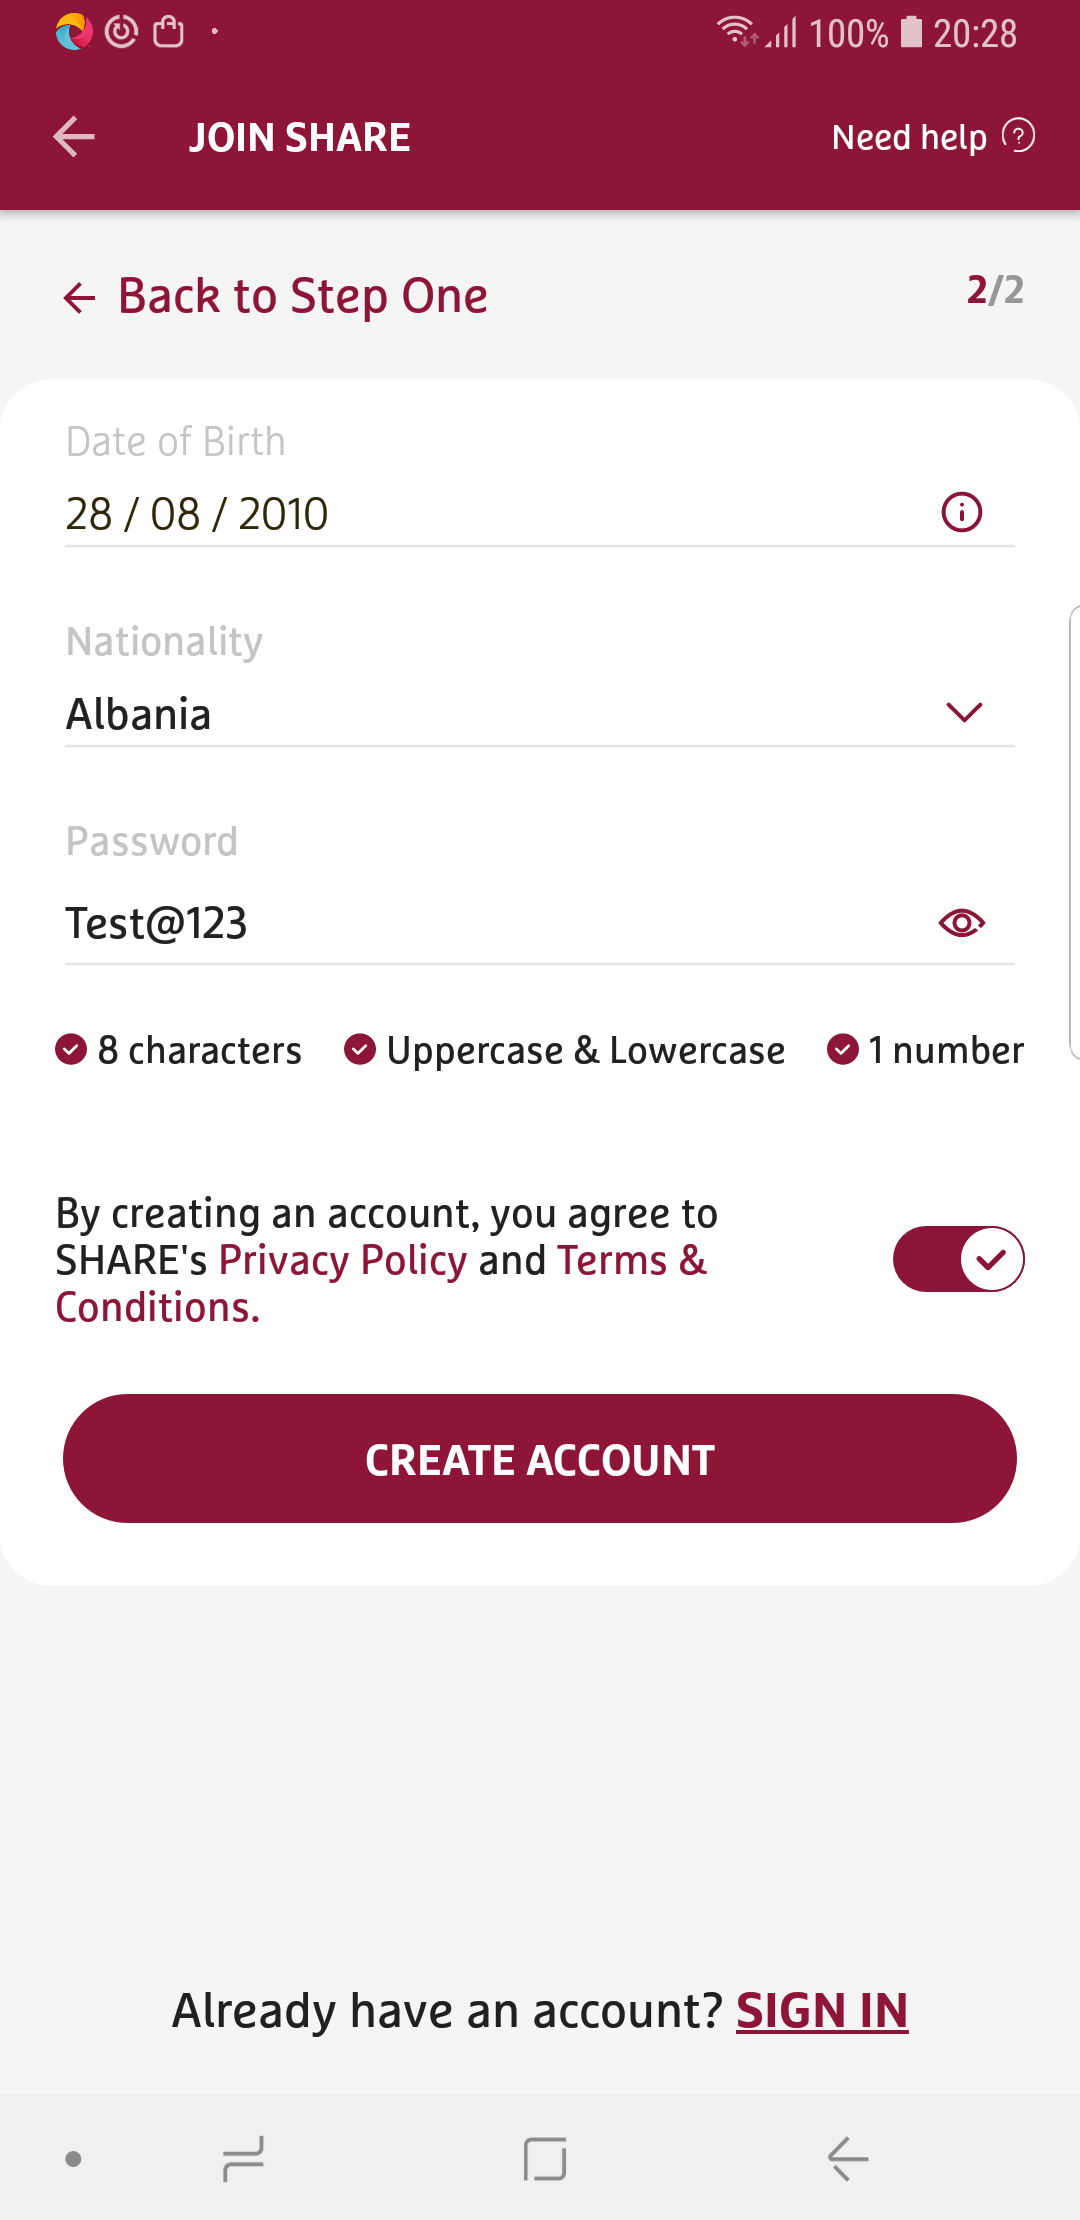 100% 20:28
JOIN SHARE
Need help ?
Back to Step One
2/2
Date of Birth
28 / 08 / 2010
Nationality
Albania
Password
Test@123
8 characters
Uppercase & Lowercase
1 number
By creating an account, you agree to
SHARE's Privacy Policy and Terms &
Conditions.
CREATE ACCOUNT
Already have an account? SIGN IN